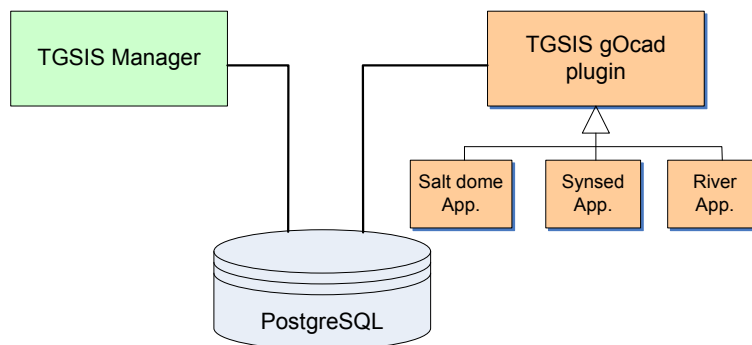 TGSIS Manager
TGSIS gOcad
plugin
Salt dome
App.
Synsed
App.
River
App.
PostgreSQL